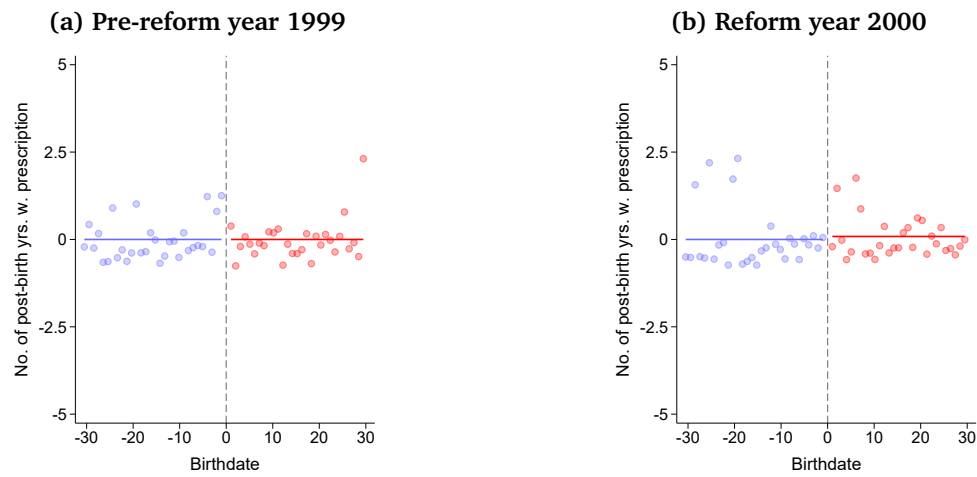 (a) Pre-reform year 1999
No. of post-birth yrs. w. prescription
5
2.5
0
-2.5
-5
-30 -20 -10 0 10 20 30
Birthdate
(b) Reform year 2000
No. of post-birth yrs. w. prescription
5
2.5
0
-2.5
-5
-30 -20 -10 0 10 20 30
Birthdate